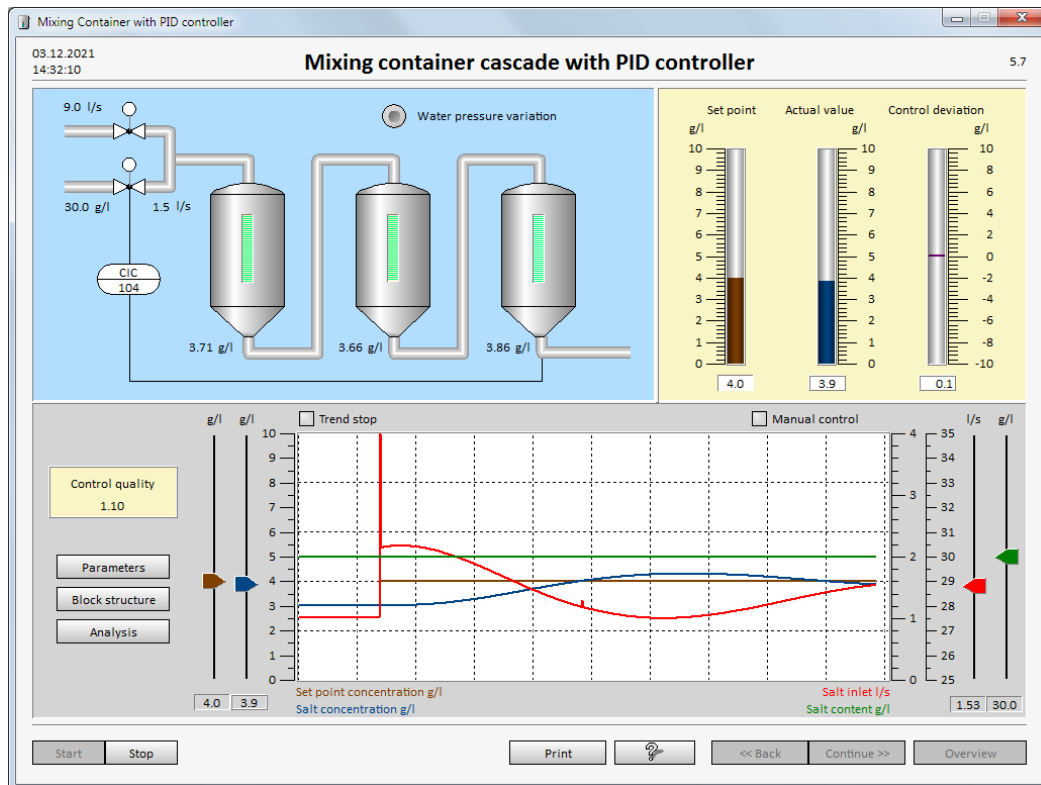 Mixing Container with PID controller
03.12.2021
14:32:10
Mixing container cascade with PID controller
5.7
9.0 l/s
Water pressure variation
30.0 g/l
1.5 l/s
CIC
104
3.71 g/l
3.66 g/l
3.86 g/l
Set point
Actual value
Control deviation
g/l
g/l
g/l
10
9
8
7
6
5
4
3
2
1
0
10
9
8
7
6
5
4
3
2
1
0
10
8
6
4
2
0
-2
-4
-6
-8
-10
4.0
3.9
0.1
g/l
g/l
Trend stop
Manual control
l/s
g/l
Control quality
1.10
Parameters
Block structure
Analysis
10
9
8
7
6
5
4
3
2
1
0
4
3
2
1
0
35
34
33
32
31
30
29
28
27
26
25
4.0
3.9
Set point concentration g/l
Salt concentration g/l
Salt inlet l/s
Salt content g/l
1.53
30.0
Start
Stop
Print
?
<< Back
Continue >>
Overview